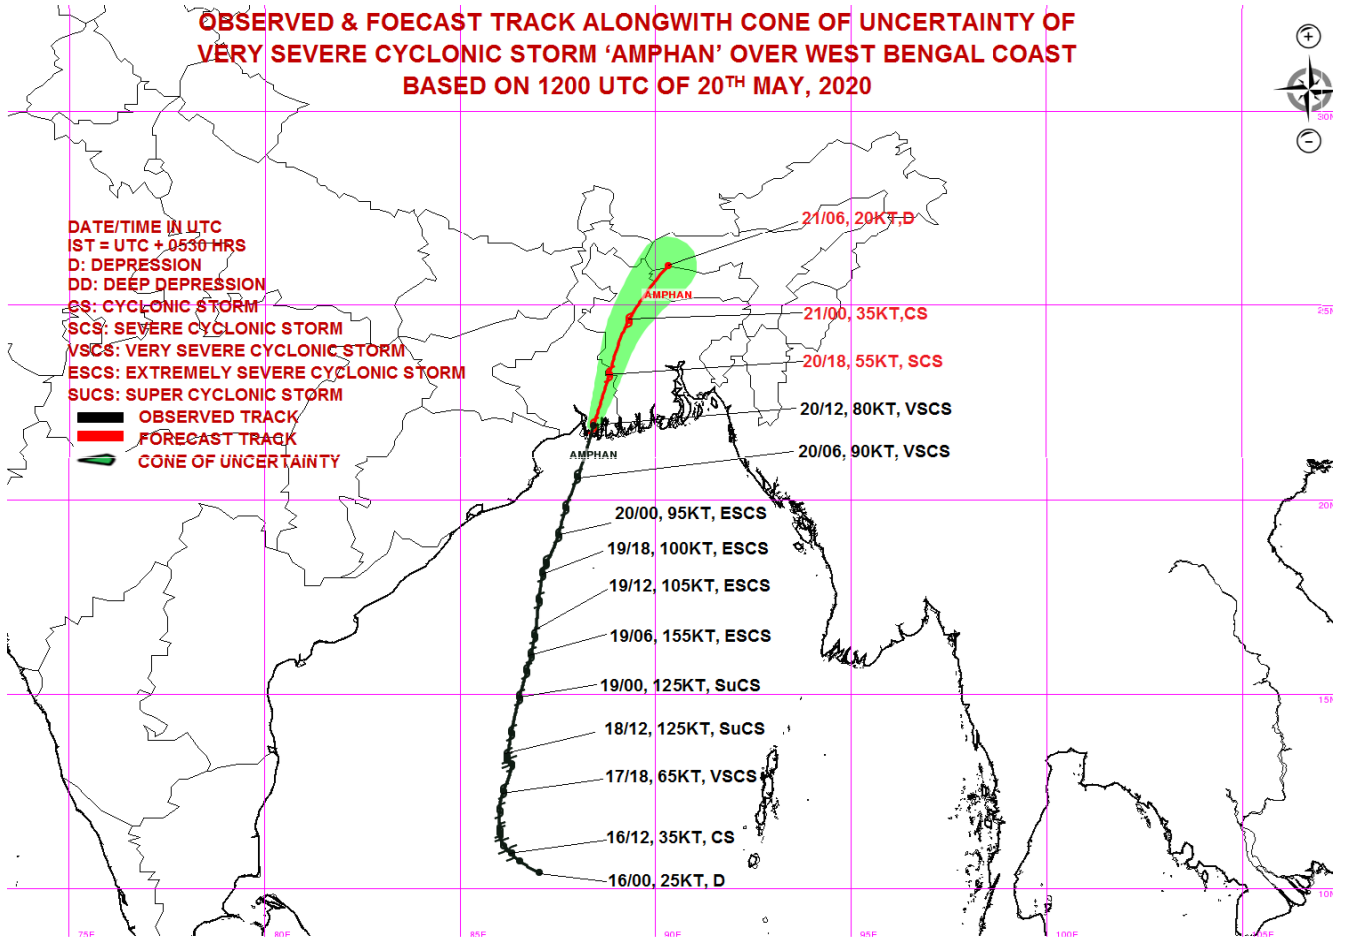 OBSERVED & FOECAST TRACK ALONGWITH CONE OF UNCERTAINTY OF
VERY SEVERE CYCLONIC STORM ‘AMPHAN’ OVER WEST BENGAL COAST
BASED ON 1200 UTC OF 20TH MAY, 2020
+
-
30N
DATE/TIME IN UTC
IST = UTC + 0530 HRS
D: DEPRESSION
DD: DEEP DEPRESSION
CS: CYCLONIC STORM
SCS: SEVERE CYCLONIC STORM
VSCS: VERY SEVERE CYCLONIC STORM
ESCS: EXTREMELY SEVERE CYCLONIC STORM
SUCS: SUPER CYCLONIC STORM
OBSERVED TRACK
FORECAST TRACK
CONE OF UNCERTAINTY
21/06, 20KT,D
AMPHAN
25N
21/00, 35KT,CS
20/18, 55KT, SCS
20/12, 80KT, VSCS
AMPHAN
20/06, 90KT, VSCS
20N
20/00, 95KT, ESCS
19/18, 100KT, ESCS
19/12, 105KT, ESCS
19/06, 155KT, ESCS
19/00, 125KT, SuCS
15N
18/12, 125KT, SuCS
17/18, 65KT, VSCS
16/12, 35KT, CS
16/00, 25KT, D
10N
75E 80E 85E 90E 95E 100E 105E